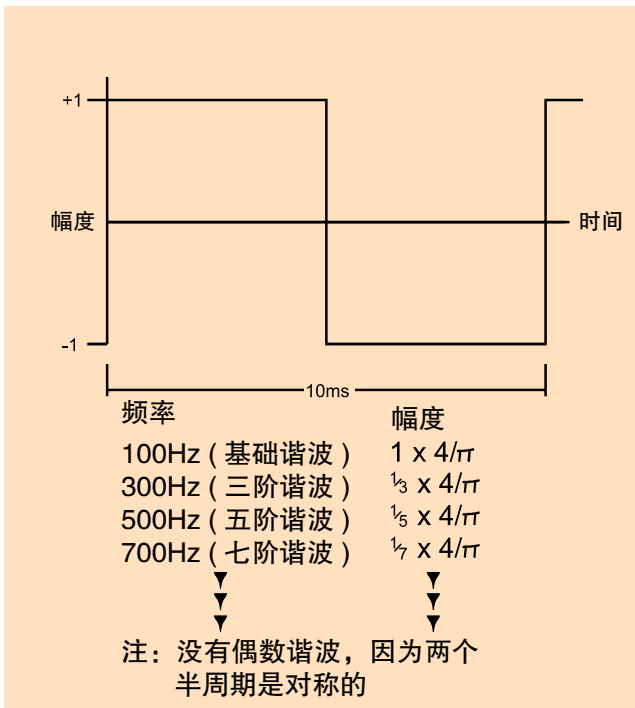 +1
幅度
时间
-1
10ms
频率 幅度
100Hz ( 基础谐波 ) 1 x 4/π
300Hz ( 三阶谐波 ) ⅓ x 4/π
500Hz ( 五阶谐波 ) ⅕ x 4/π
700Hz ( 七阶谐波 ) ⅐ x 4/π
注：没有偶数谐波，因为两个
半周期是对称的